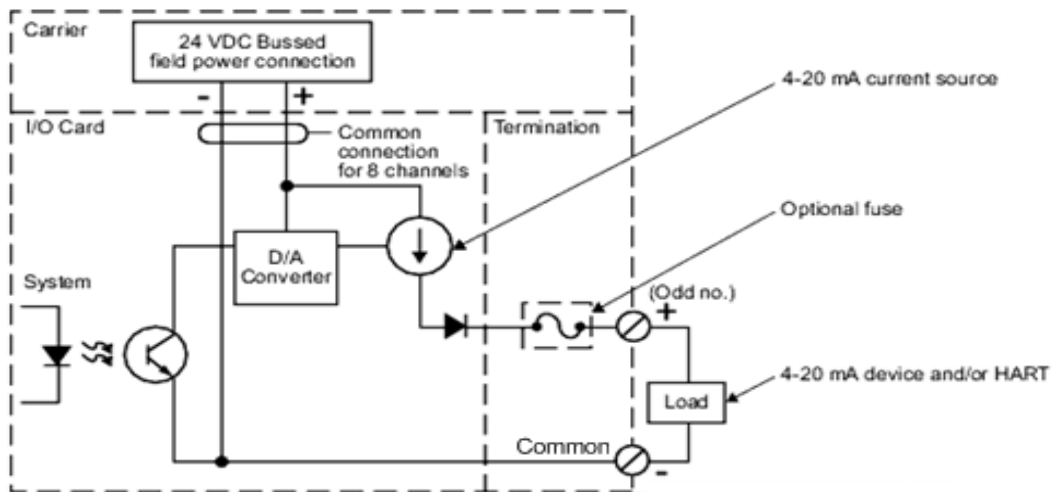 Carrier
24 VDC Bussed
field power connection
-
+
4-20 mA current source
I/O Card
Common
connection
for 8 channels
Termination
Optional fuse
D/A
Converter
System
(Odd no.)
+
Load
4-20 mA device and/or HART
Common
-